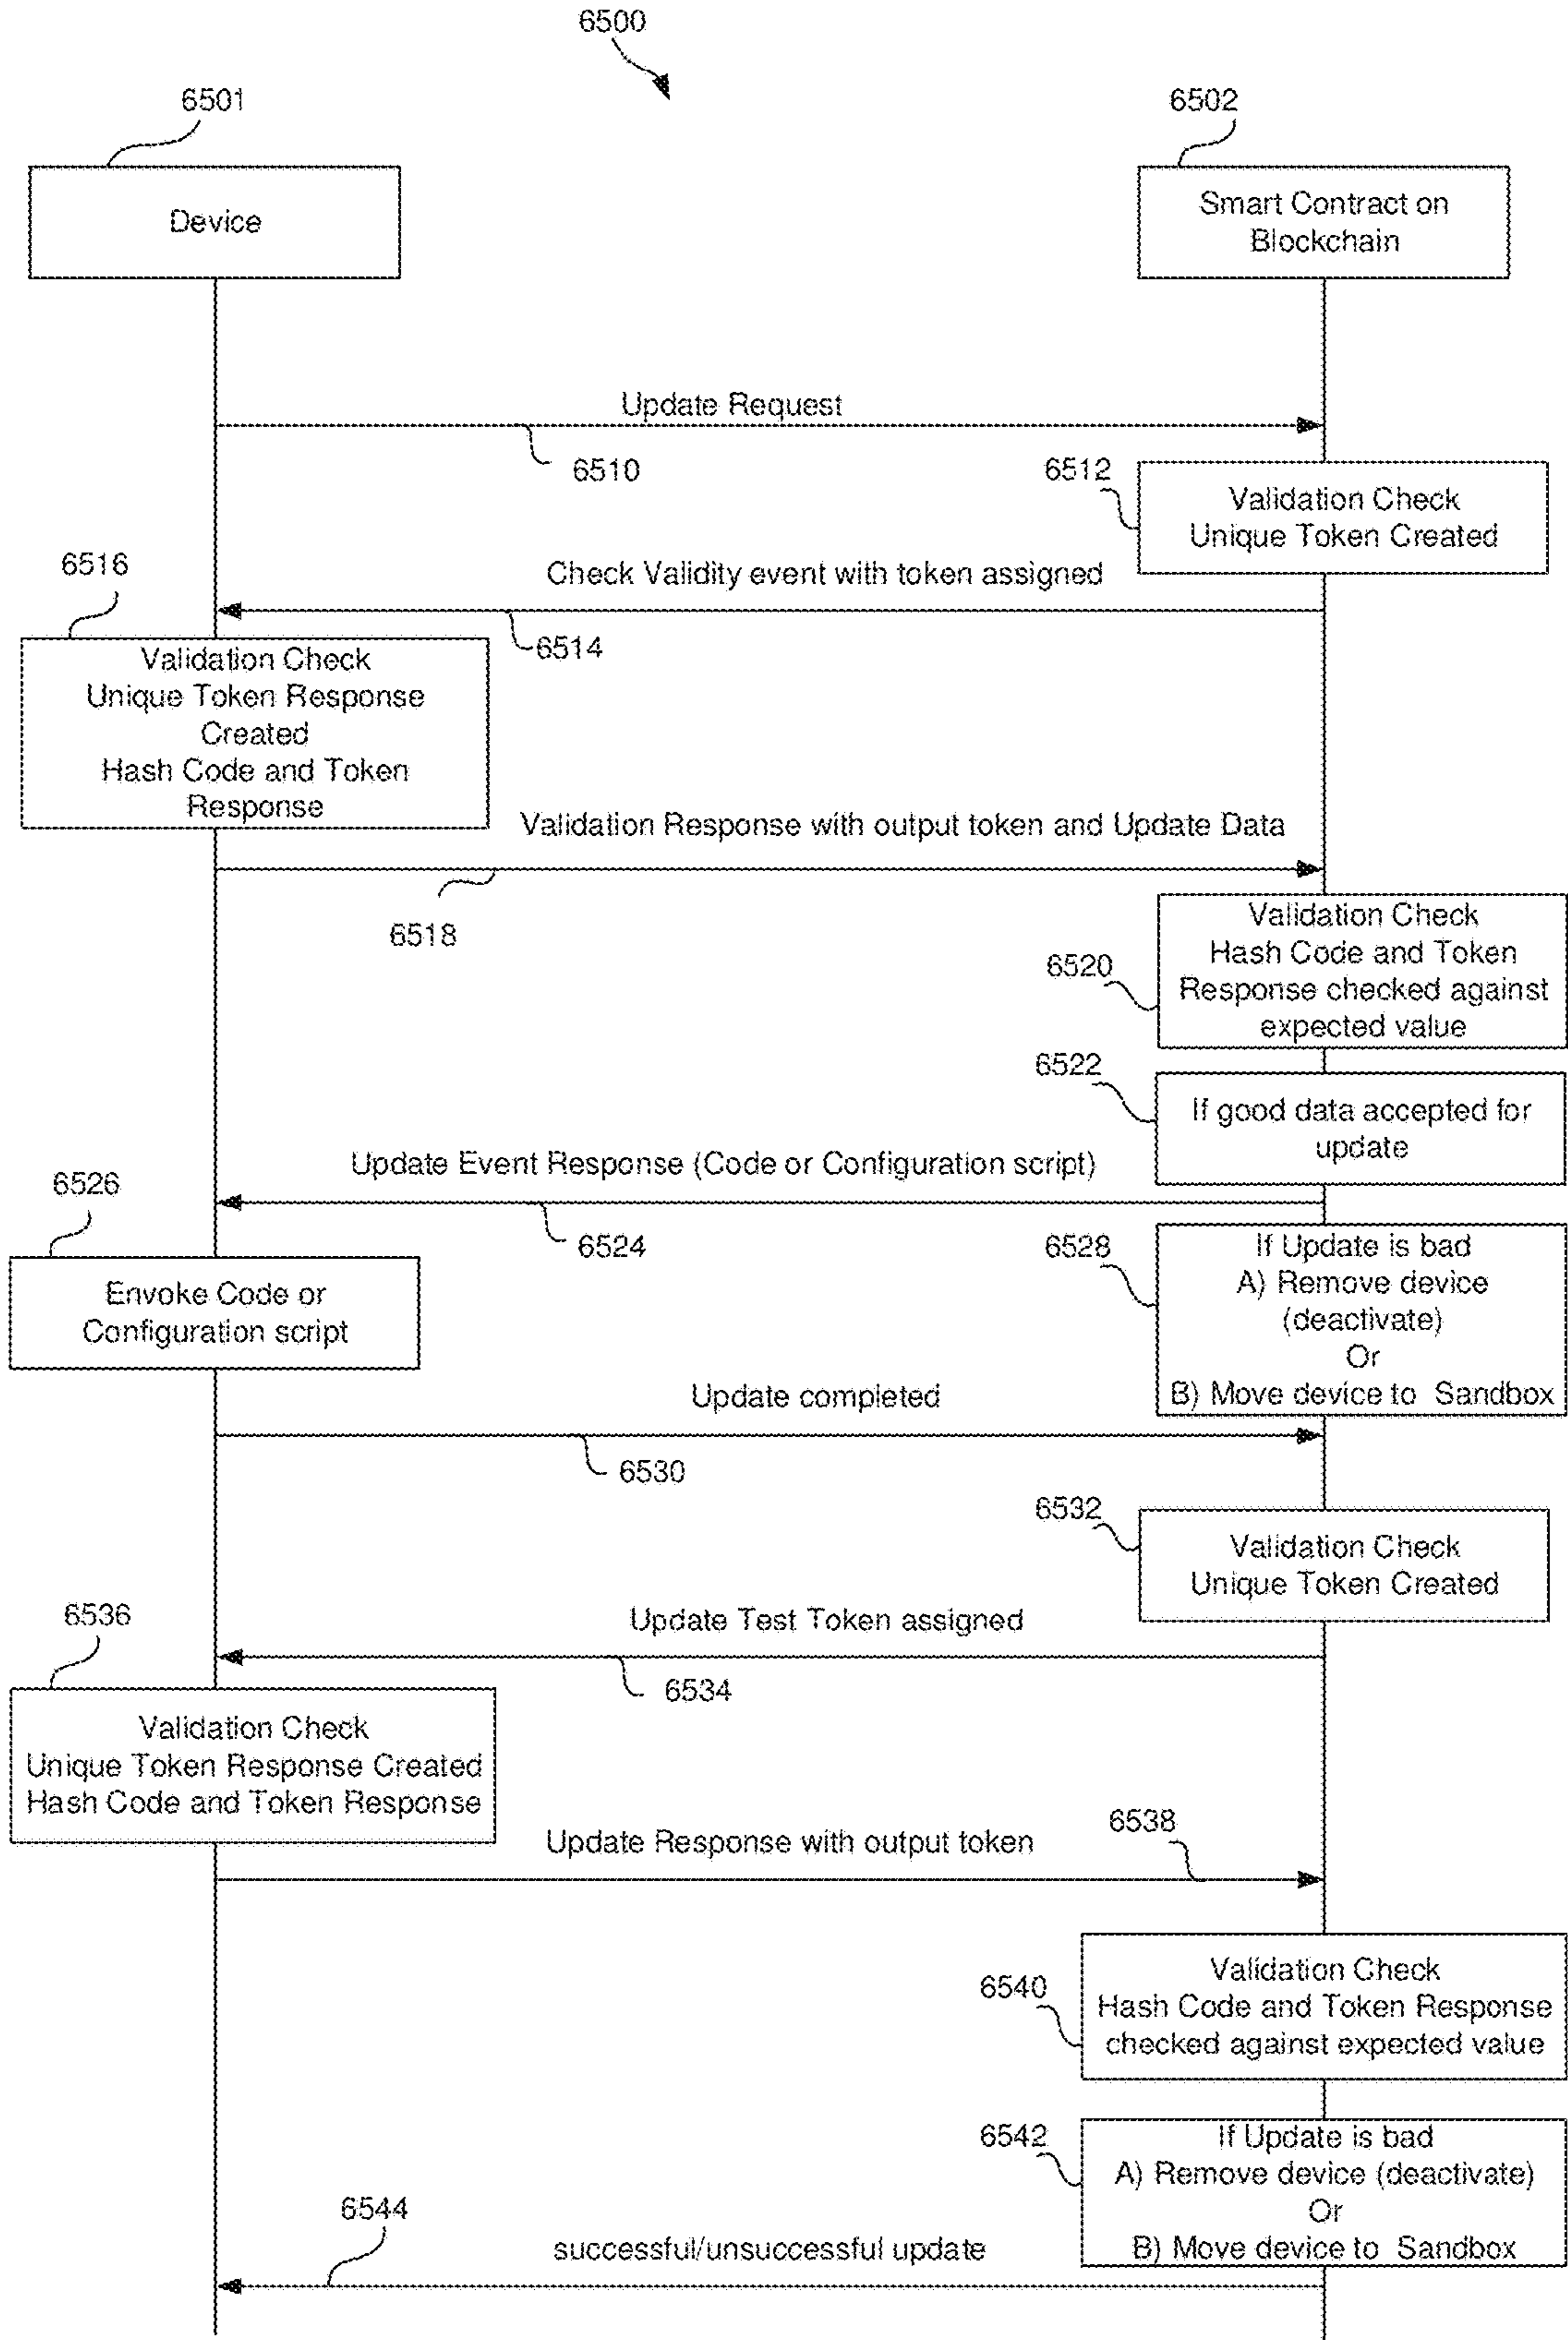 6500
6501
6502
Device
Smart Contract on
Blockchain
Update Request
6510
6512
Validation Check
Unique Token Created
6516
Check Validity event with token assigned
6514
Validation Check
Unique Token Response
Created
Hash Code and Token
Response
Validation Response with output token and Update Data
6518
Validation Check
Hash Code and Token
Response checked against
expected value
6520
6522
If good data accepted for
update
Update Event Response (Code or Configuration script)
6526
6524
6528
If Update is bad
A) Remove device
(deactivate)
Or
B) Move device to Sandbox
Envoke Code or
Configuration script
Update completed
6530
6532
Validation Check
Unique Token Created
6536
Update Test Token assigned
6534
Validation Check
Unique Token Response Created
Hash Code and Token Response
6538
Update Response with output token
6540
Validation Check
Hash Code and Token Response
checked against expected value
6542
If Update is bad
A) Remove device (deactivate)
Or
B) Move device to Sandbox
6544
successful/unsuccessful update